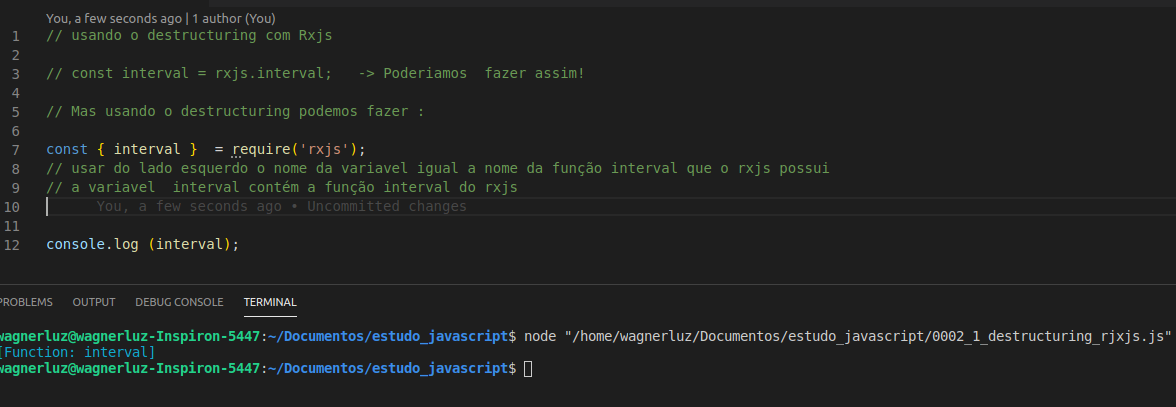 You, a few seconds ago | 1 author (You)
1 // usando o destructuring com Rxjs
2
3 // const interval = rxjs.interval;   -> Poderiamos  fazer assim!
4
5 // Mas usando o destructuring podemos fazer :
6
7 const { interval }  = require('rxjs');
8 // usar do lado esquerdo o nome da variavel igual a nome da função interval que o rxjs possui
9 // a variavel  interval contém a função interval do rxjs
10 You, a few seconds ago • Uncommitted changes
11
12 console.log (interval);
PROBLEMS OUTPUT DEBUG CONSOLE TERMINAL
wagnerluz@wagnerluz-Inspiron-5447:~/Documentos/estudo_javascript$ node "/home/wagnerluz/Documentos/estudo_javascript/0002_1_destructuring_rjxjs.js"
[Function: interval]
wagnerluz@wagnerluz-Inspiron-5447:~/Documentos/estudo_javascript$